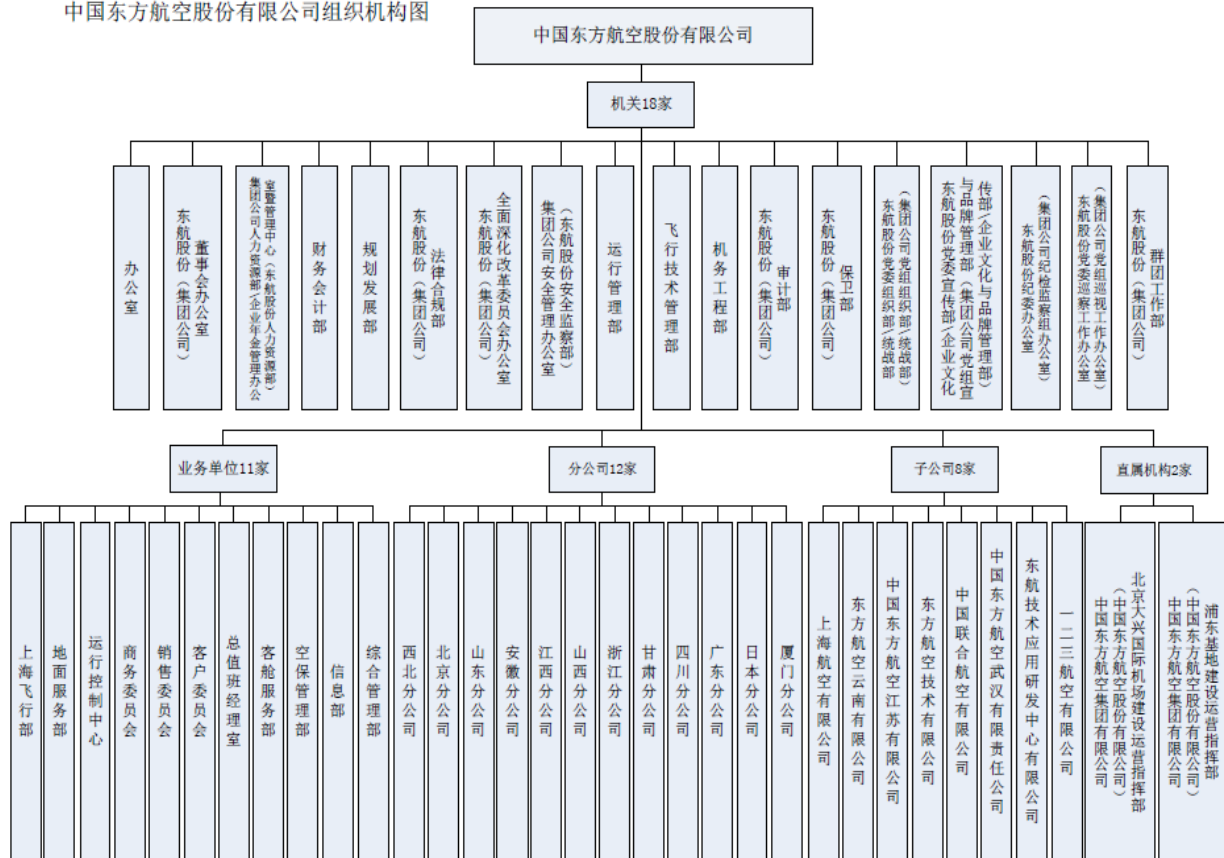 中国东方航空股份有限公司组织机构图
中国东方航空股份有限公司
机关18家
办公室
董事会办公室
东航股份（集团公司）
室暨管理中心（东航股份人力资源部）
集团公司人力资源部/企业年金管理办公
财务会计部
规划发展部
法律合规部
东航股份（集团公司）
全面深化改革委员会办公室
东航股份（集团公司）
（东航股份安全监察部）
集团公司安全管理办公室
运行管理部
飞行技术管理部
机务工程部
审计部
东航股份（集团公司）
保卫部
东航股份（集团公司）
（集团公司党组组织部/统战部）
东航股份党委组织部/统战部
传部/企业文化与品牌管理部）
与品牌管理部（集团公司党组宣
东航股份党委宣传部/企业文化
（集团公司纪检监察组办公室）
东航股份纪委办公室
（集团公司党组巡视工作办公室）
东航股份党委巡察工作办公室
群团工作部
东航股份（集团公司）
业务单位11家
分公司12家
子公司8家
直属机构2家
上海飞行部
地面服务部
运行控制中心
商务委员会
销售委员会
客户委员会
总值班经理室
客舱服务部
空保管理部
信息部
综合管理部
西北分公司
北京分公司
山东分公司
安徽分公司
江西分公司
山西分公司
浙江分公司
甘肃分公司
四川分公司
广东分公司
日本分公司
厦门分公司
上海航空有限公司
东方航空云南有限公司
中国东方航空江苏有限公司
东方航空技术有限公司
中国联合航空有限公司
中国东方航空武汉有限责任公司
东航技术应用研发中心有限公司
一二三航空有限公司
北京大兴国际机场建设运营指挥部
（中国东方航空股份有限公司）
中国东方航空集团有限公司
浦东基地建设运营指挥部
（中国东方航空股份有限公司）
中国东方航空集团有限公司